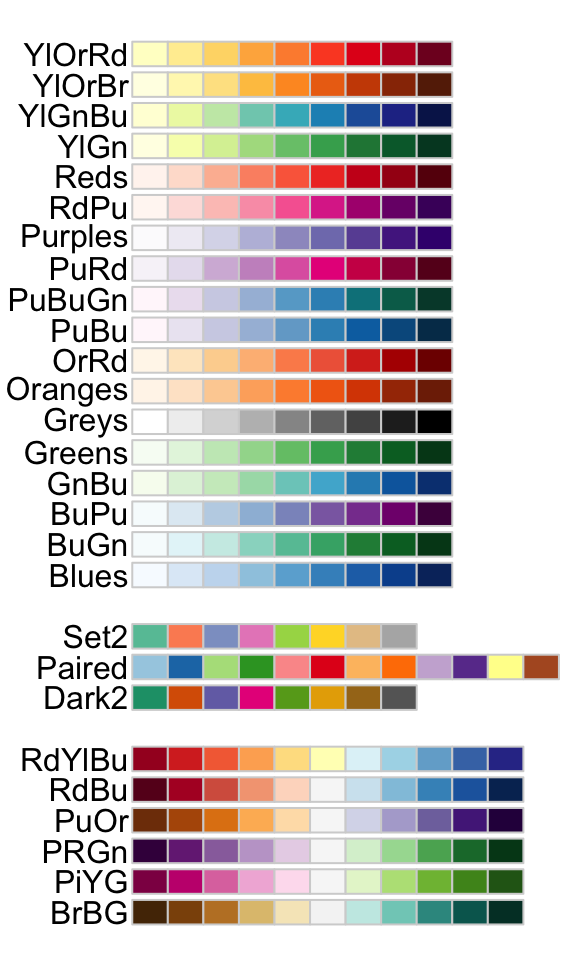 YlOrRd
YlOrBr
YlGnBu
YlGn
Reds
RdPu
Purples
PuRd
PuBuGn
PuBu
OrRd
Oranges
Greys
Greens
GnBu
BuPu
BuGn
Blues
Set2
Paired
Dark2
RdYlBu
RdBu
PuOr
PRGn
PiYG
BrBG